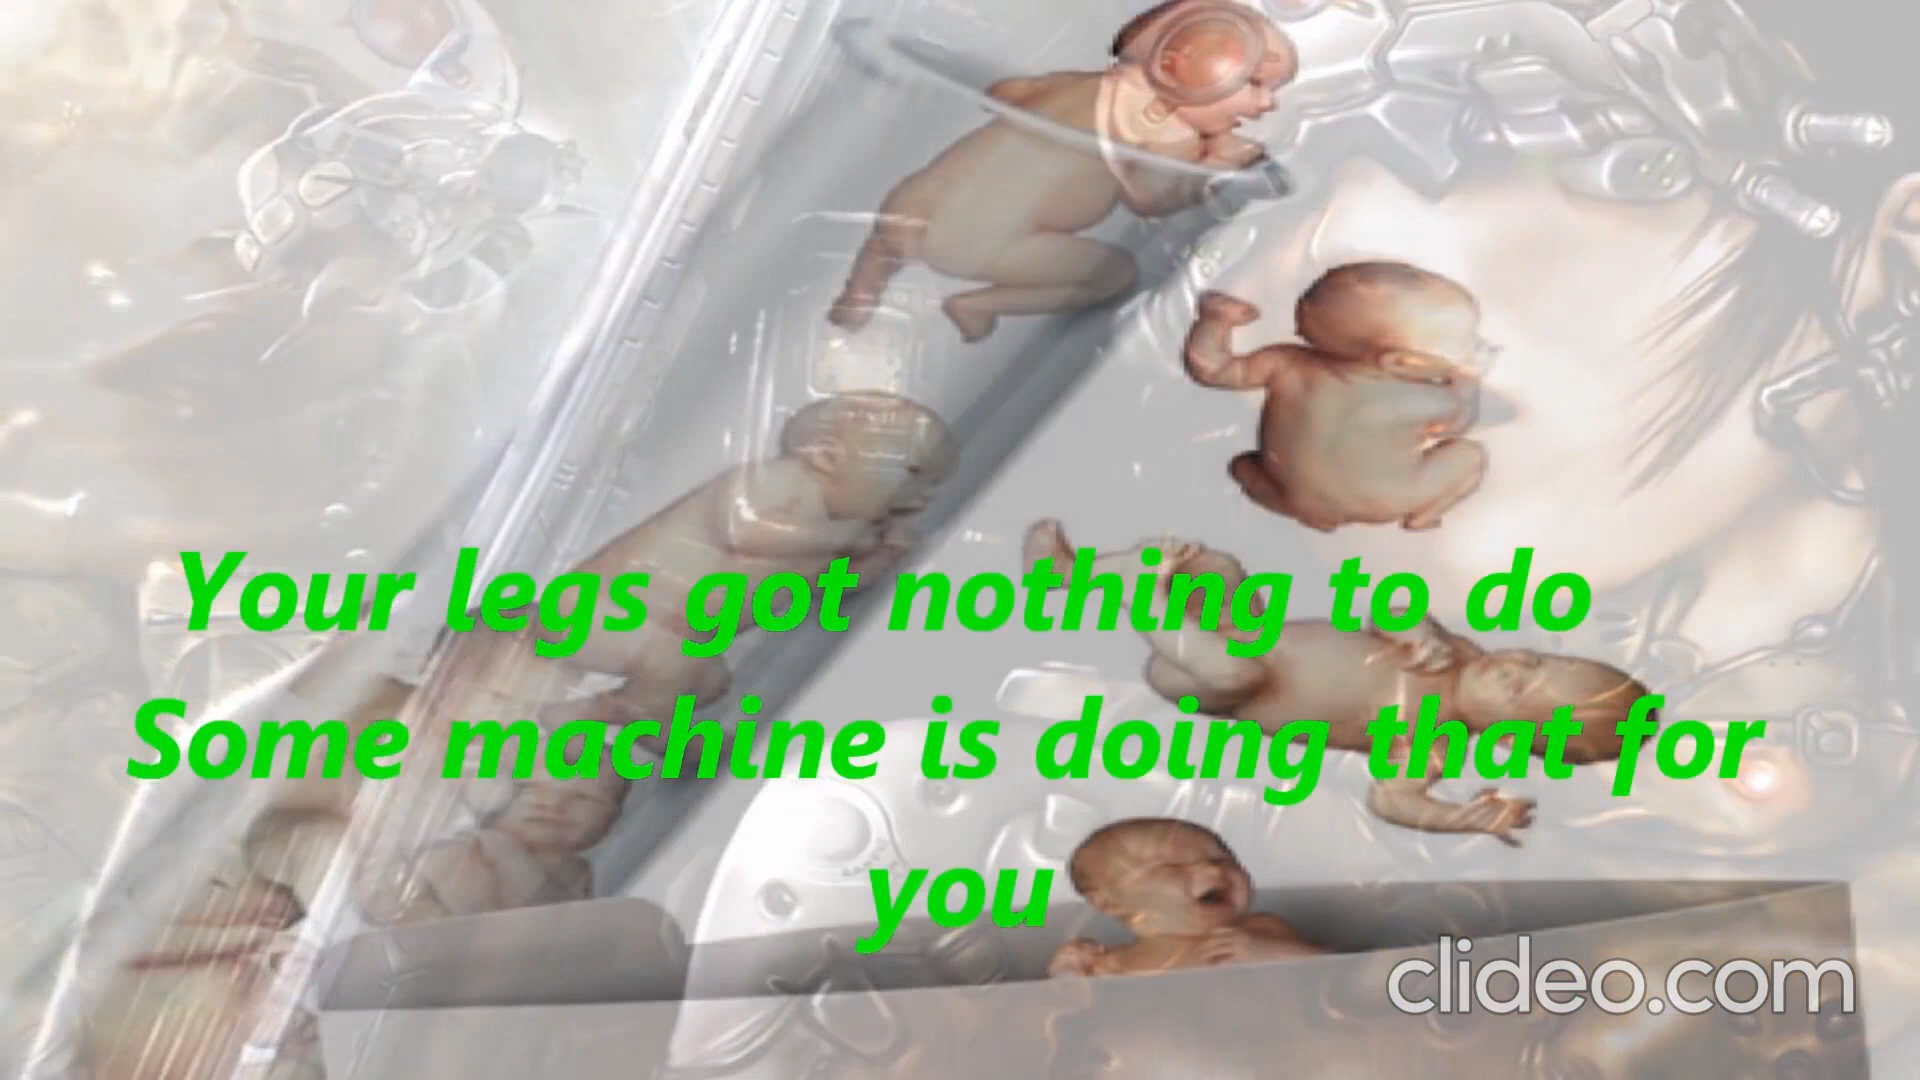 Your legs got nothing to do
Some machine is doing that for
you
clideo.com